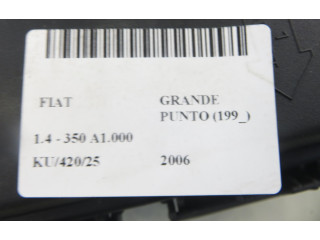 FIAT GRANDE
PUNTO (199_)
1.4 - 350 A1.000
KU/420/25 2006